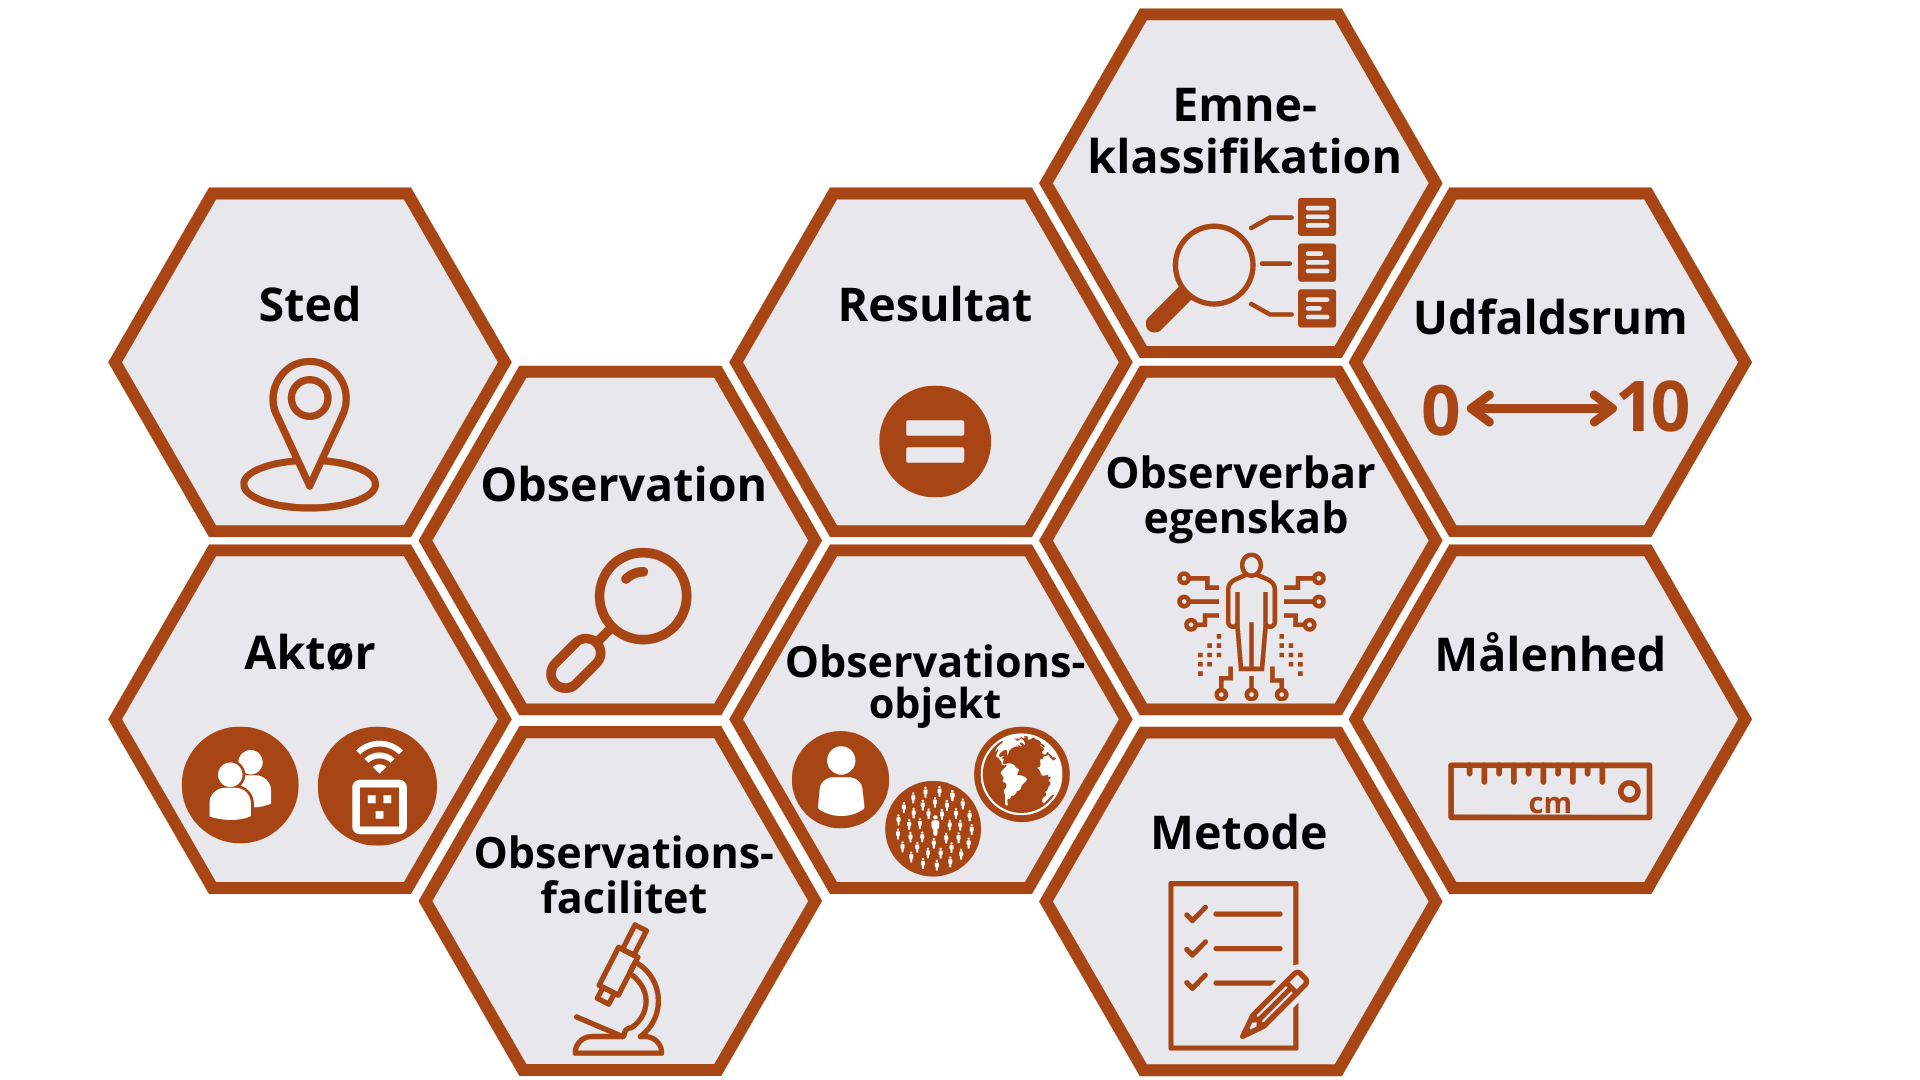 Emne-
klassifikation
Sted
Resultat
Udfaldsrum
0
10
Observation
Observerbar
egenskab
Aktør
Observations-
objekt
Målenhed
cm
Observations-
facilitet
Metode